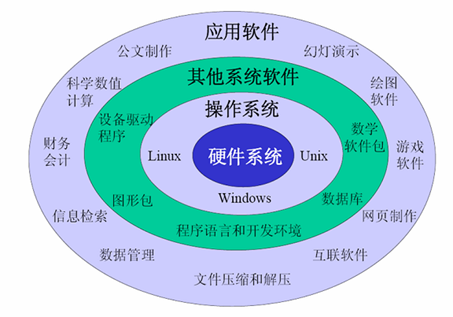 应用软件
公文制作
幻灯演示
其他系统软件
科学数值
计算
绘图
软件
操作系统
设备驱动
程序
数学
软件包
财务
会计
Linux
硬件系统
Unix
游戏
软件
图形包
Windows
数据库
信息检索
网页制作
程序语言和开发环境
数据管理
互联软件
文件压缩和解压